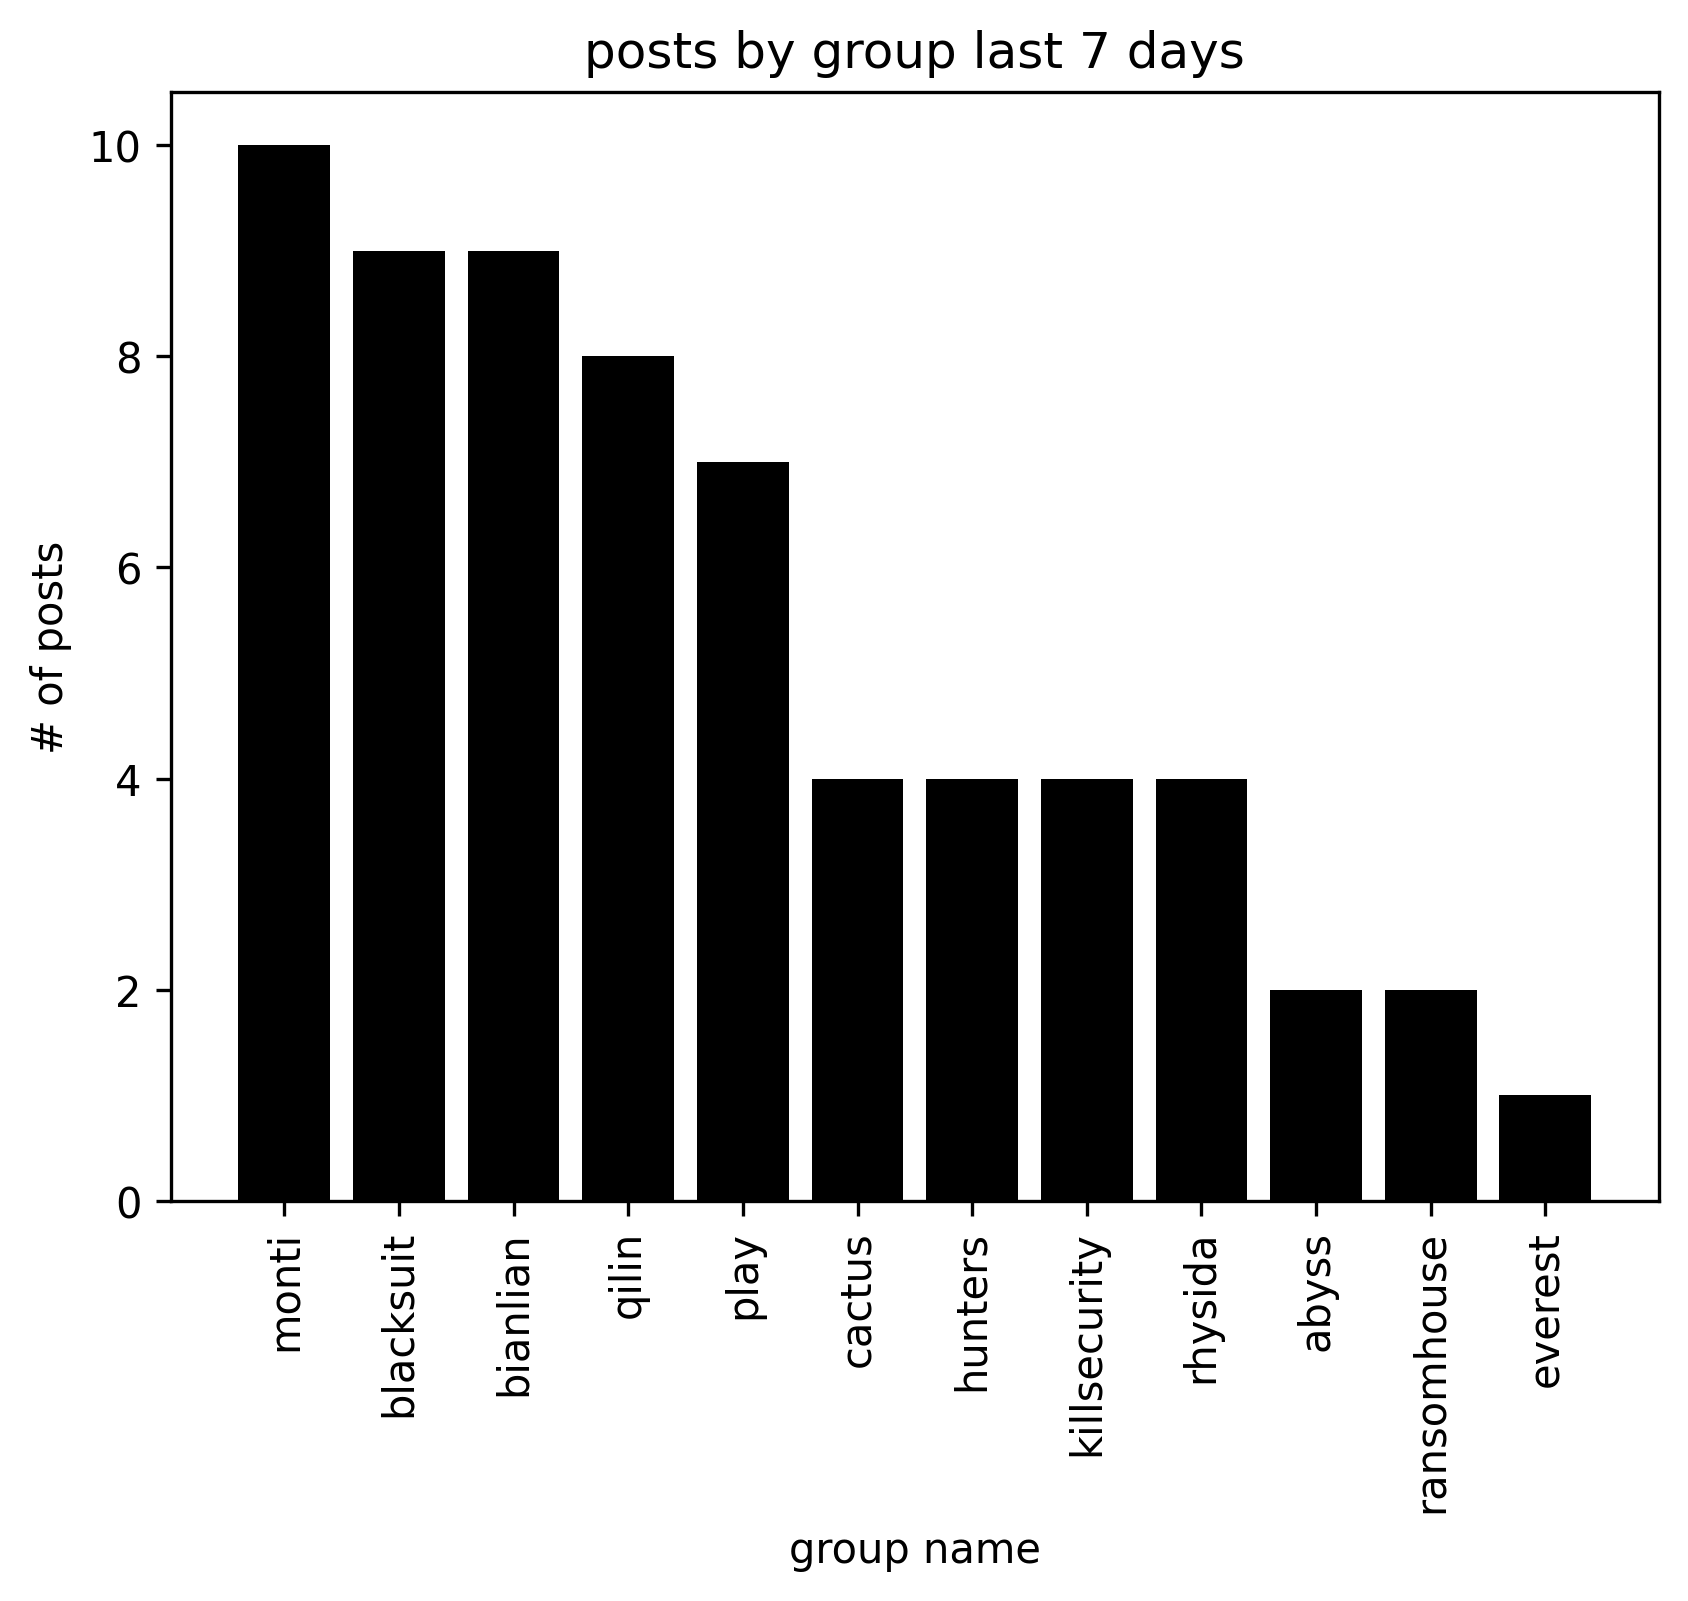 posts by group last 7 days
10
8
6
4
2
0
# of posts
monti
blacksuit
bianlian
qilin
play
cactus
hunters
killsecurity
rhysida
abyss
ransomhouse
everest
group name